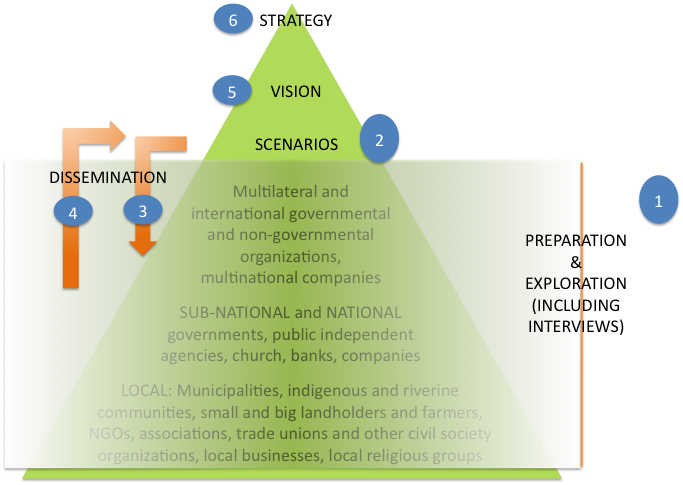 6 STRATEGY
5 VISION
SCENARIOS 2
DISSEMINATION
4 3
1
Multilateral and
international governmental
and non-governmental
organizations,
multinational companies
PREPARATION
&
EXPLORATION
(INCLUDING
INTERVIEWS)
SUB-NATIONAL and NATIONAL
governments, public independent
agencies, church, banks, companies
LOCAL: Municipalities, indigenous and riverine
communities, small and big landholders and farmers,
NGOs, associations, trade unions and other civil society
organizations, local businesses, local religious groups